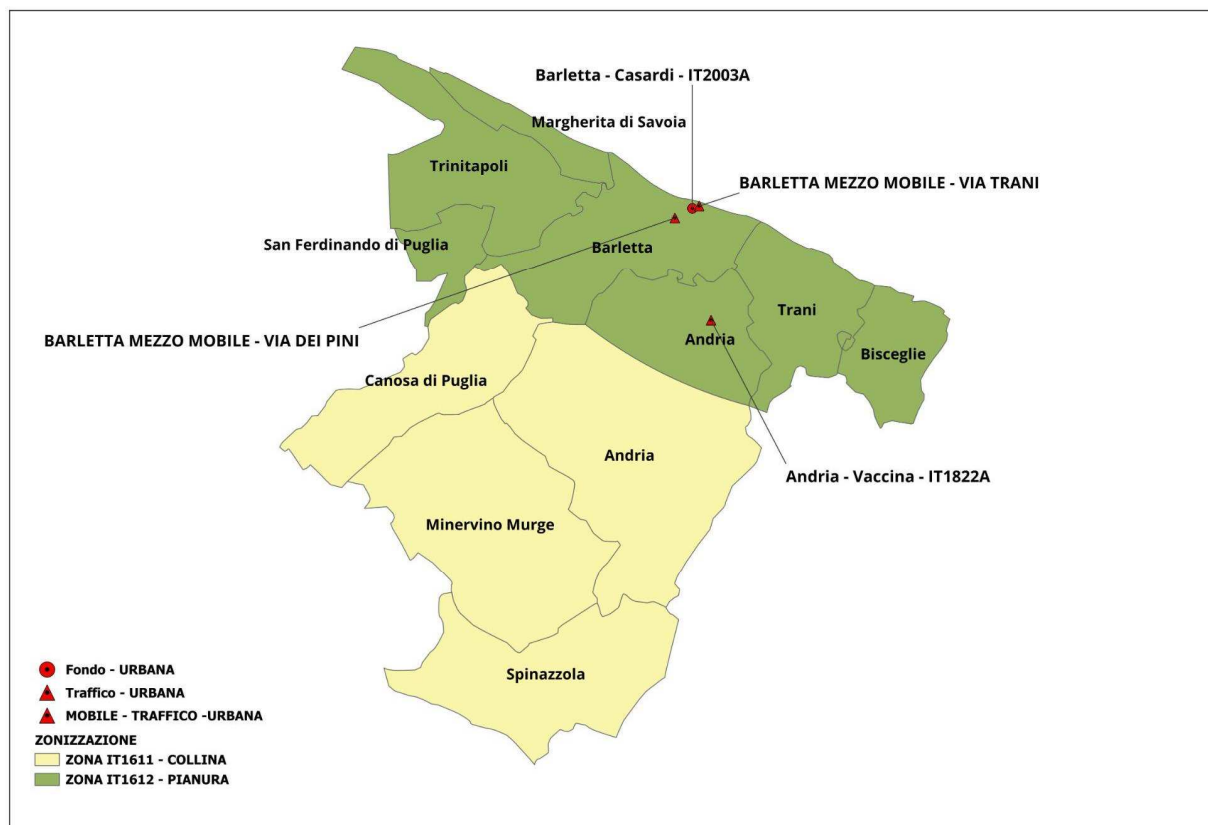 Barletta - Casardi - IT2003A
Margherita di Savoia
Trinitapoli
BARLETTA MEZZO MOBILE - VIA TRANI
San Ferdinando di Puglia
Barletta
Trani
BARLETTA MEZZO MOBILE - VIA DEI PINI
Andria
Bisceglie
Canosa di Puglia
Andria
Andria - Vaccina - IT1822A
Minervino Murge
Spinazzola
Fondo - URBANA
Traffico - URBANA
MOBILE - TRAFFICO -URBANA
ZONIZZAZIONE
ZONA IT1611 - COLLINA
ZONA IT1612 - PIANURA